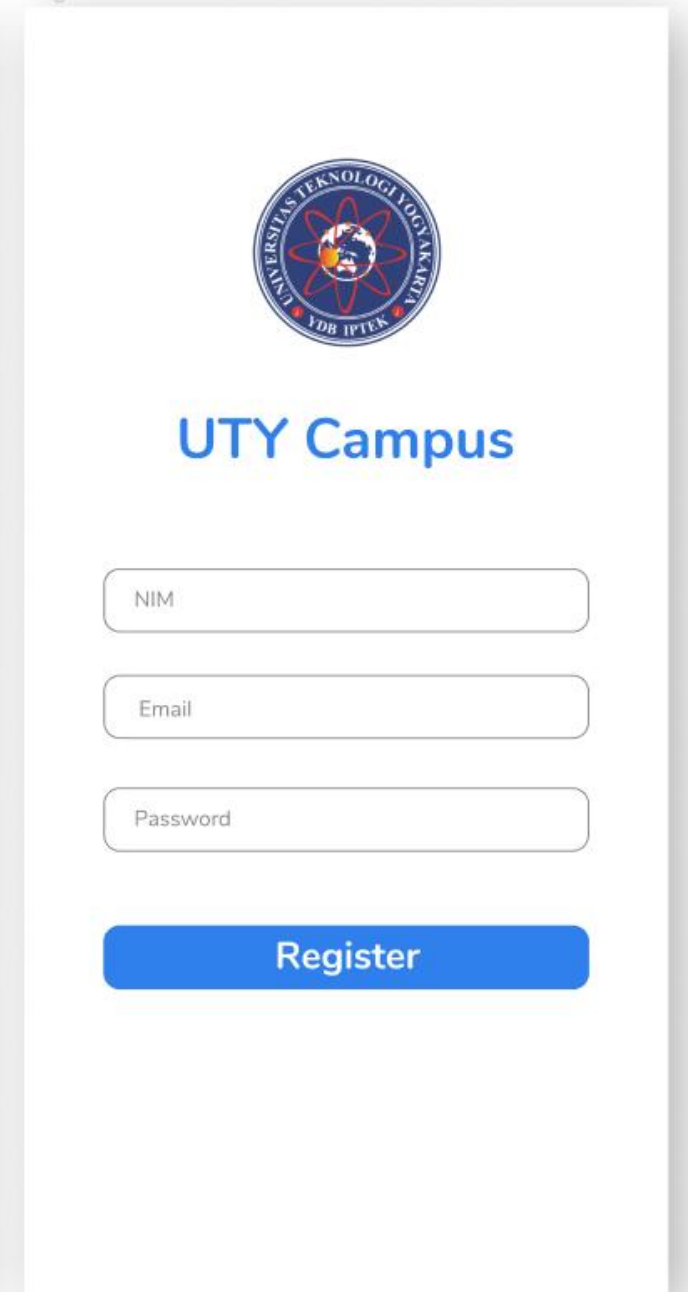 UNIVERSITAS TEKNOLOGI YOGYAKARTA
YDB IPTEK
UTY Campus
NIM
Email
Password
Register